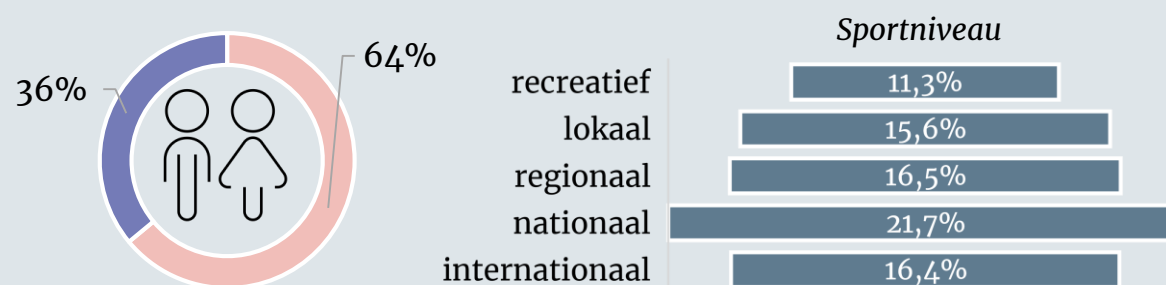 36%
64%
Sportniveau
recreatief 11,3%
lokaal 15,6%
regionaal 16,5%
nationaal 21,7%
internationaal 16,4%